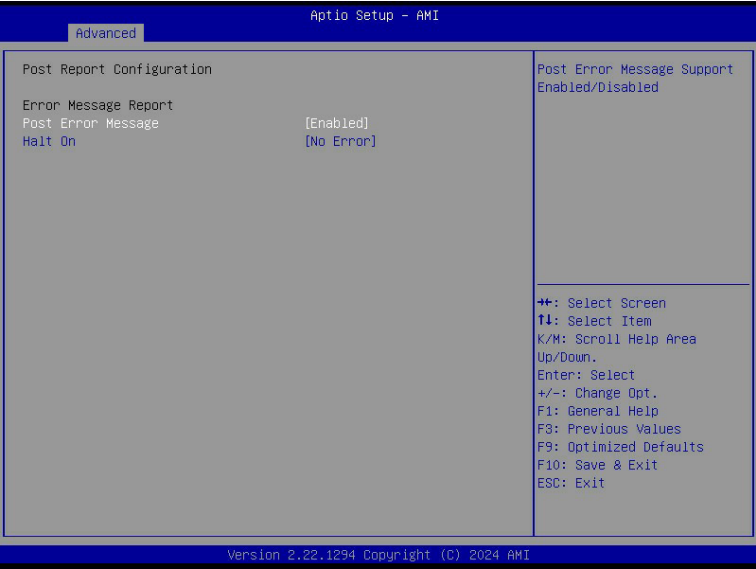 Aptio Setup – AMI
Advanced
Post Report Configuration
Error Message Report
Post Error Message [Enabled]
Halt On [No Error]
Post Error Message Support
Enabled/Disabled
→←: Select Screen
↑↓: Select Item
K/M: Scroll Help Area
Up/Down.
Enter: Select
+/-: Change Opt.
F1: General Help
F3: Previous Values
F9: Optimized Defaults
F10: Save & Exit
ESC: Exit
Version 2.22.1294 Copyright (C) 2024 AMI